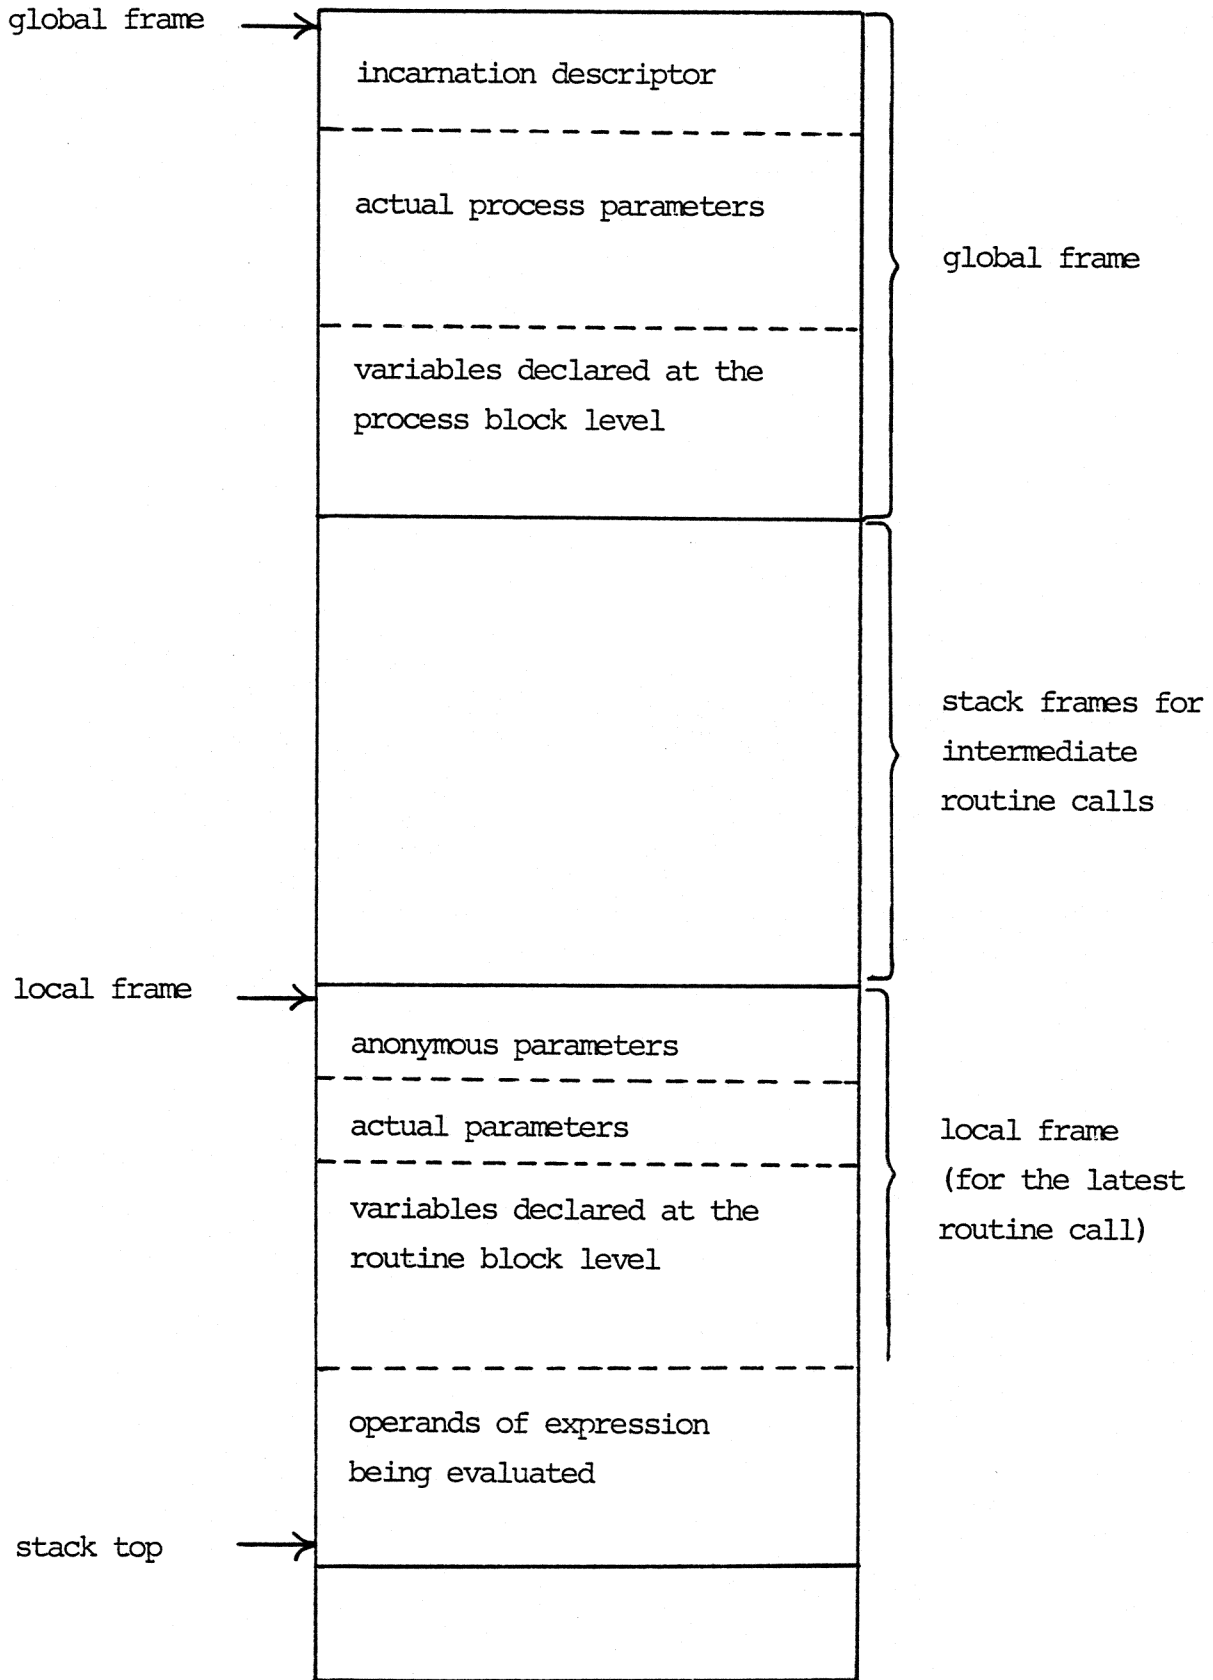 global frame
incarnation descriptor
actual process parameters
global frame
variables declared at the
process block level
stack frames for
intermediate
routine calls
local frame
anonymous parameters
actual parameters
local frame
(for the latest
routine call)
variables declared at the
routine block level
operands of expression
being evaluated
stack top